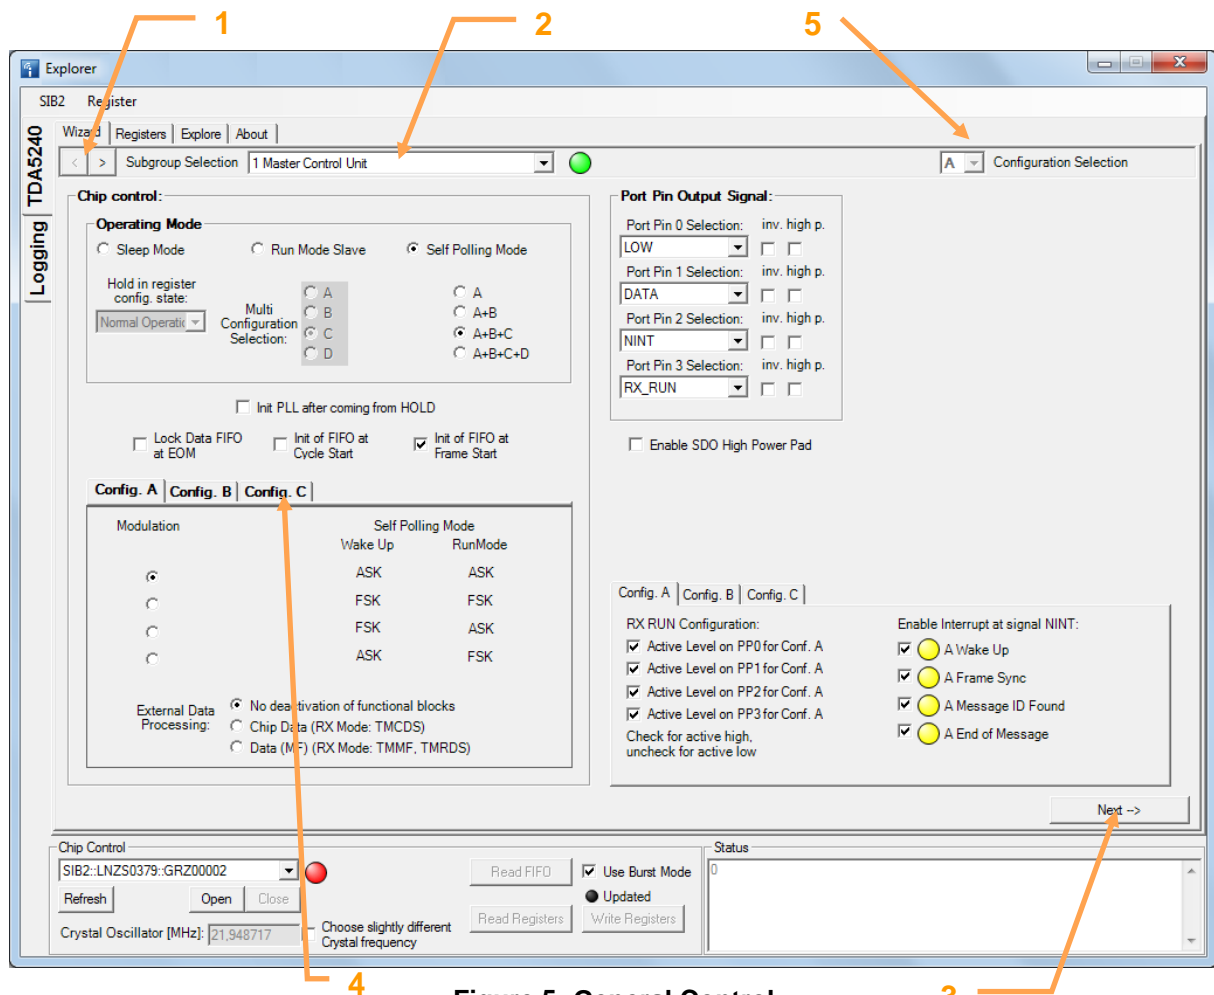 1 2 5
Explorer
SIB2 Register
Wizard Registers Explore About
TDA5240
Logging
< > Subgroup Selection 1 Master Control Unit A Configuration Selection
Chip control:
Operating Mode
Sleep Mode Run Mode Slave Self Polling Mode
Hold in register
config. state:
Normal Operatic
Multi
Configuration
Selection:
A
B
C
D
A
A+B
A+B+C
A+B+C+D
Init PLL after coming from HOLD
Lock Data FIFO
at EOM
Init of FIFO at
Cycle Start
Init of FIFO at
Frame Start
Config. A Config. B Config. C
Modulation Self Polling Mode
Wake Up RunMode
ASK ASK
FSK FSK
FSK ASK
ASK FSK
External Data
Processing:
No deactivation of functional blocks
Chip Data (RX Mode: TMCDS)
Data (MF) (RX Mode: TMMF, TMRDS)
Port Pin Output Signal:
Port Pin 0 Selection: inv. high p.
LOW
Port Pin 1 Selection: inv. high p.
DATA
Port Pin 2 Selection: inv. high p.
NINT
Port Pin 3 Selection: inv. high p.
RX_RUN
Enable SDO High Power Pad
Config. A Config. B Config. C
RX RUN Configuration:
Active Level on PP0 for Conf. A
Active Level on PP1 for Conf. A
Active Level on PP2 for Conf. A
Active Level on PP3 for Conf. A
Check for active high,
uncheck for active low
Enable Interrupt at signal NINT:
A Wake Up
A Frame Sync
A Message ID Found
A End of Message
Next -->
Chip Control
SIB2::LNZS0379::GRZ00002
Refresh Open Close
Crystal Oscillator [MHz]: 21,948717
Choose slightly different
Crystal frequency
Read FIFO Use Burst Mode
Updated
Read Registers Write Registers
Status
0
4 3
Figure 5 General Control